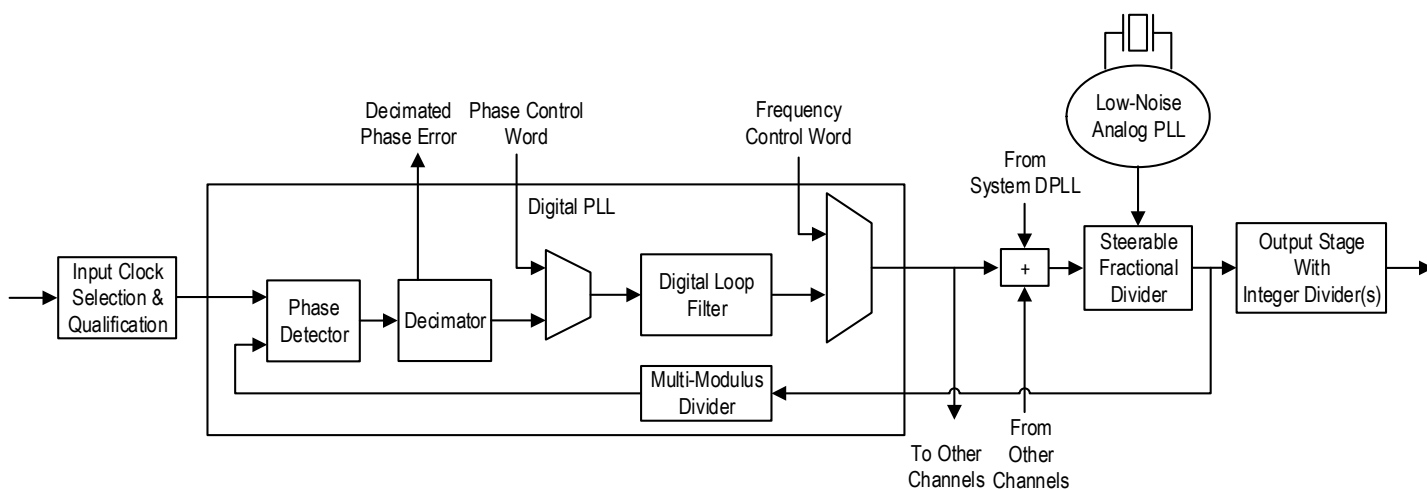 Low-Noise
Analog PLL
Decimated
Phase Error
Phase Control
Word
Frequency
Control Word
From
System DPLL
Digital PLL
Input Clock
Selection &
Qualification
Phase
Detector
Decimator
Digital Loop
Filter
+
Steerable
Fractional
Divider
Output Stage
With
Integer Divider(s)
Multi-Modulus
Divider
To Other
Channels
From
Other
Channels